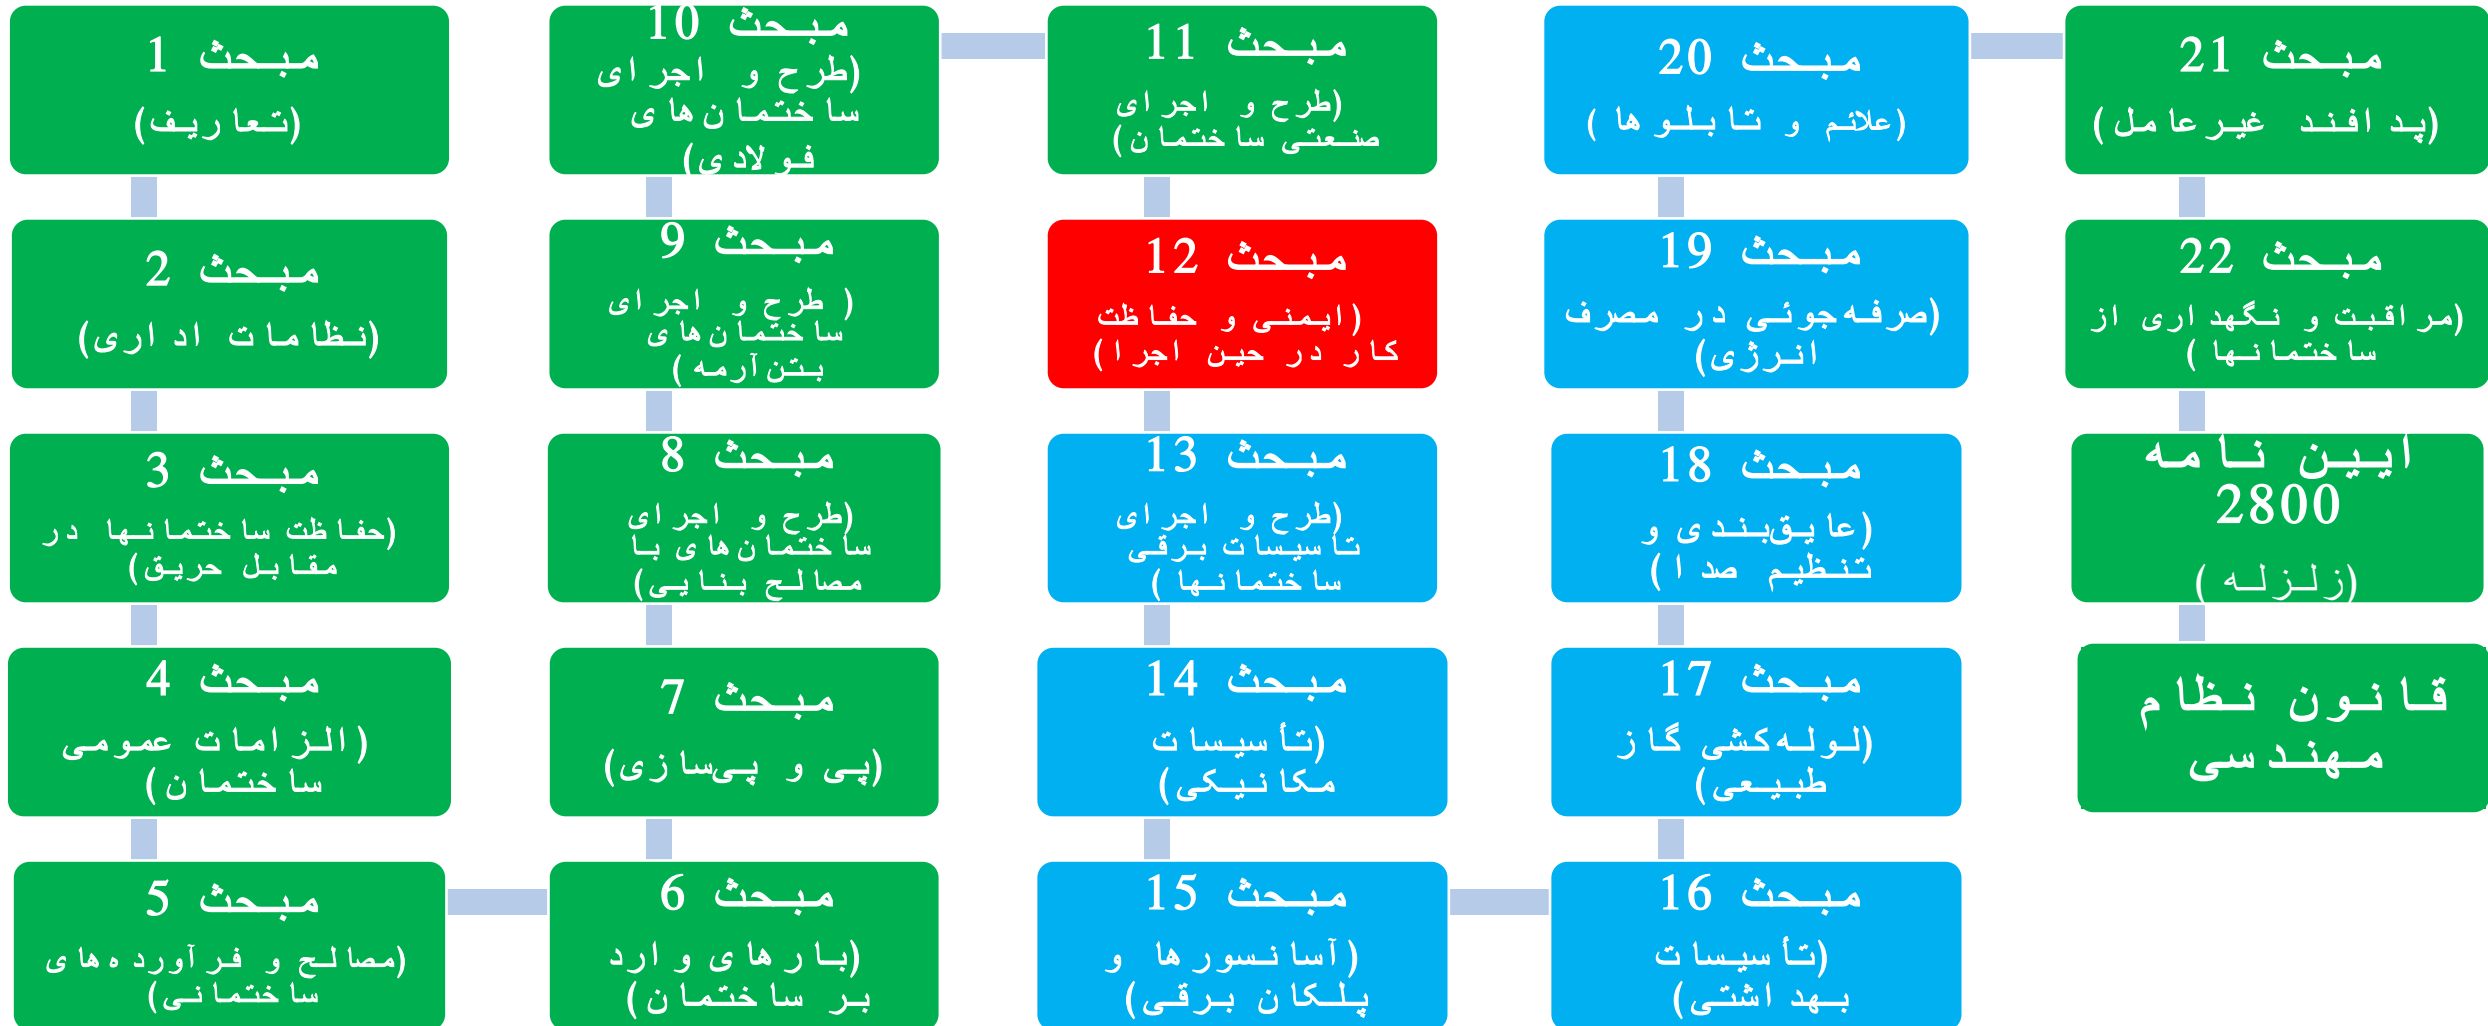 مبحث 1
(تعاریف)
مبحث 2
(نظامات اداری)
مبحث 3
(حفاظت ساختمانها در
مقابل حریق)
مبحث 4
(الزامات عمومی
ساختمان)
مبحث 5
(مصالح و فرآورده‌های
ساختمانی)
مبحث 6
(بارهای وارد
بر ساختمان)
مبحث 7
(پی و پی‌سازی)
مبحث 8
(طرح و اجرای
ساختمان‌های با
مصالح بنایی)
مبحث 9
( طرح و اجرای
ساختمان‌های
بتن‌آرمه)
مبحث 10
(طرح و اجرای
ساختمان‌های
فولادی)
مبحث 11
(طرح و اجرای
صنعتی ساختمان)
مبحث 12
(ایمنی و حفاظت
کار در حین اجرا)
مبحث 13
(طرح و اجرای
تاسیسات برقی
ساختمانها)
مبحث 14
(تأسیسات
مکانیکی)
مبحث 15
(آسانسورها و
پلکان برقی)
مبحث 16
(تأسیسات
بهداشتی)
مبحث 17
(لوله‌کشی گاز
طبیعی)
مبحث 18
(عایق‌بندی و
تنظیم صدا)
مبحث 19
(صرفه‌جوئی در مصرف
انرژی)
مبحث 20
(علائم و تابلوها)
مبحث 21
(پدافند غیرعامل)
مبحث 22
(مراقبت و نگهداری از
ساختمانها)
ایین نامه
2800
(زلزله)
قانون نظام
مهندسی